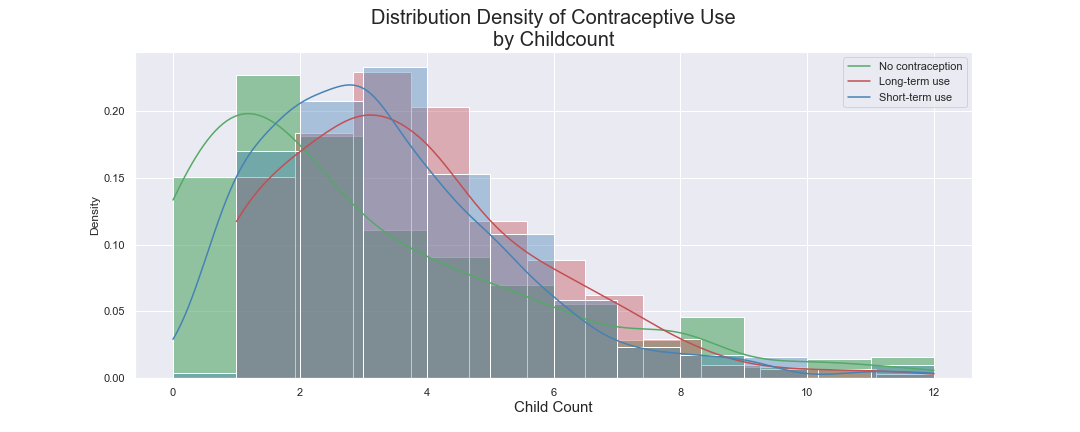 Distribution Density of Contraceptive Use
by Childcount
No contraception
Long-term use
Short-term use
Density
0.20
0.15
0.10
0.05
0.00
0 2 4 6 8 10 12
Child Count